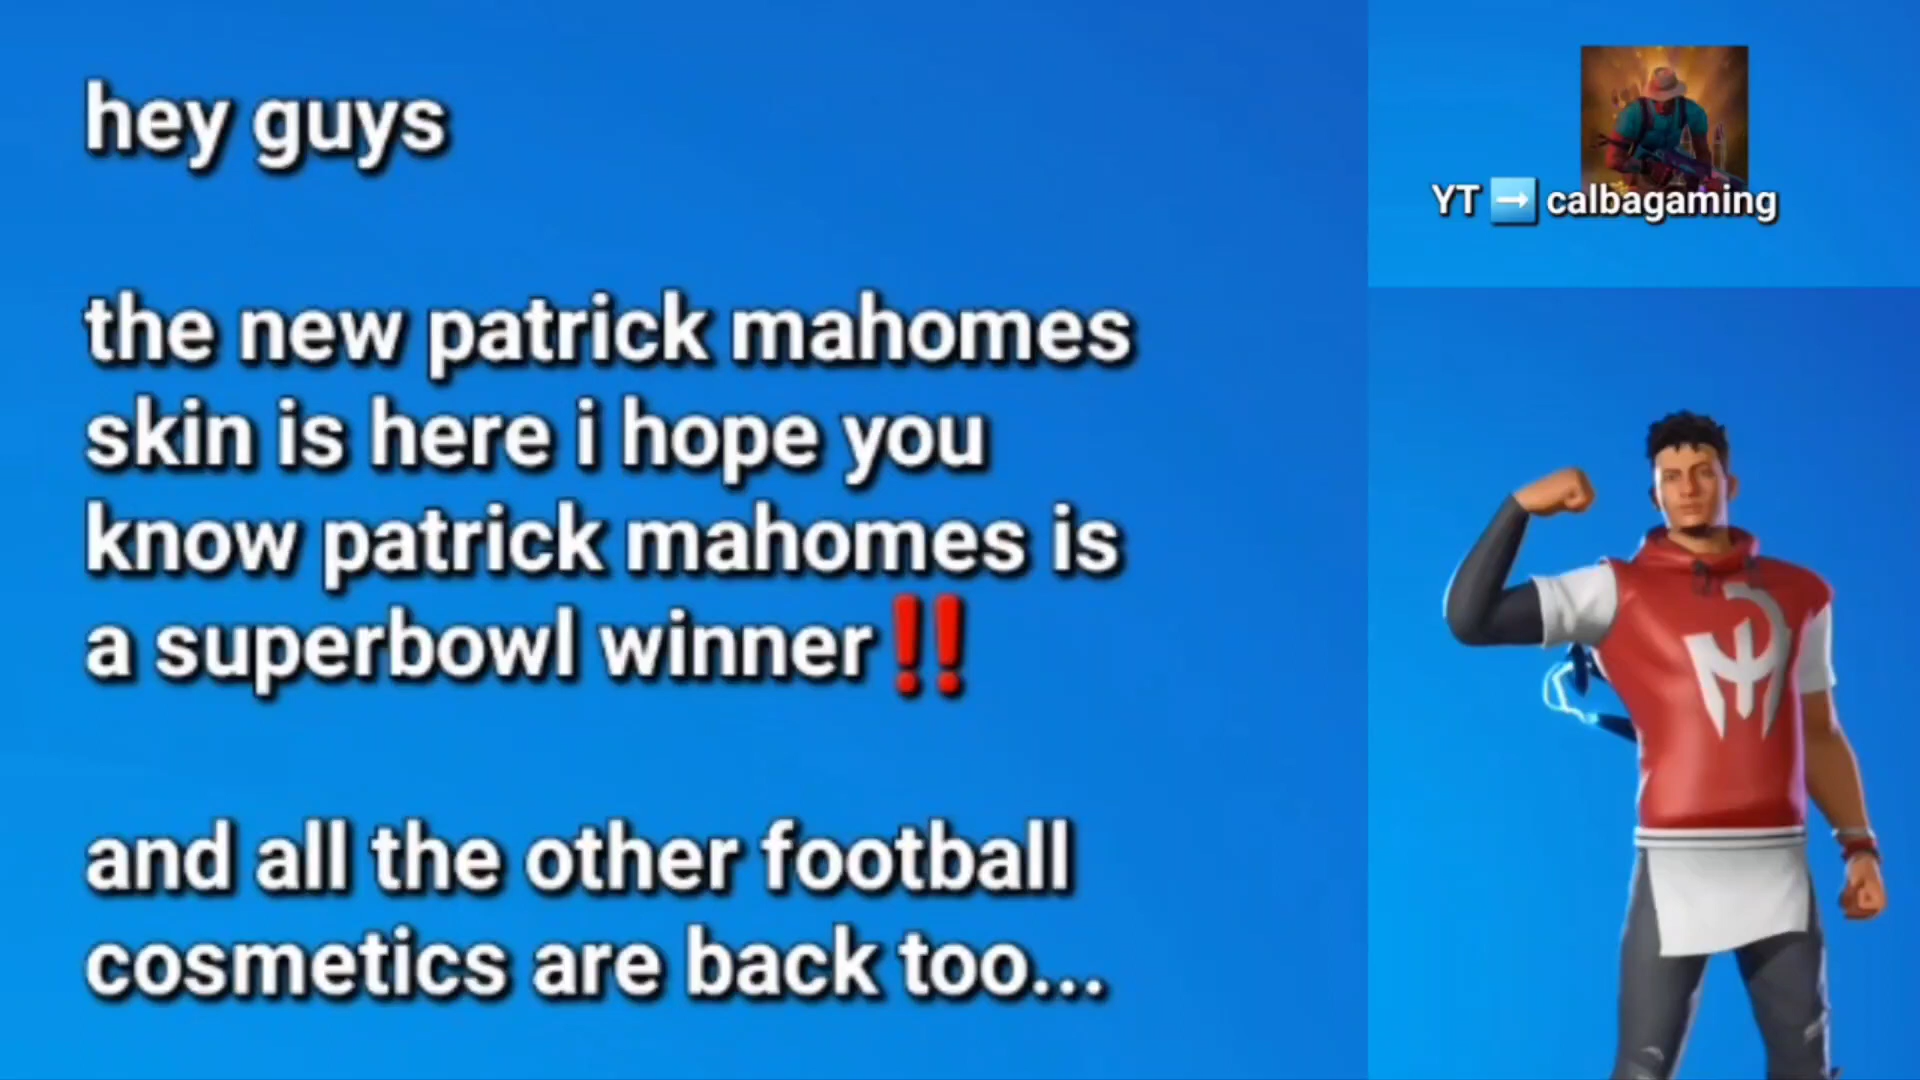 hey guys
the new patrick mahomes
skin is here i hope you
know patrick mahomes is
a superbowl winner‼️
and all the other football
cosmetics are back too...
YT ➡️ calbagaming